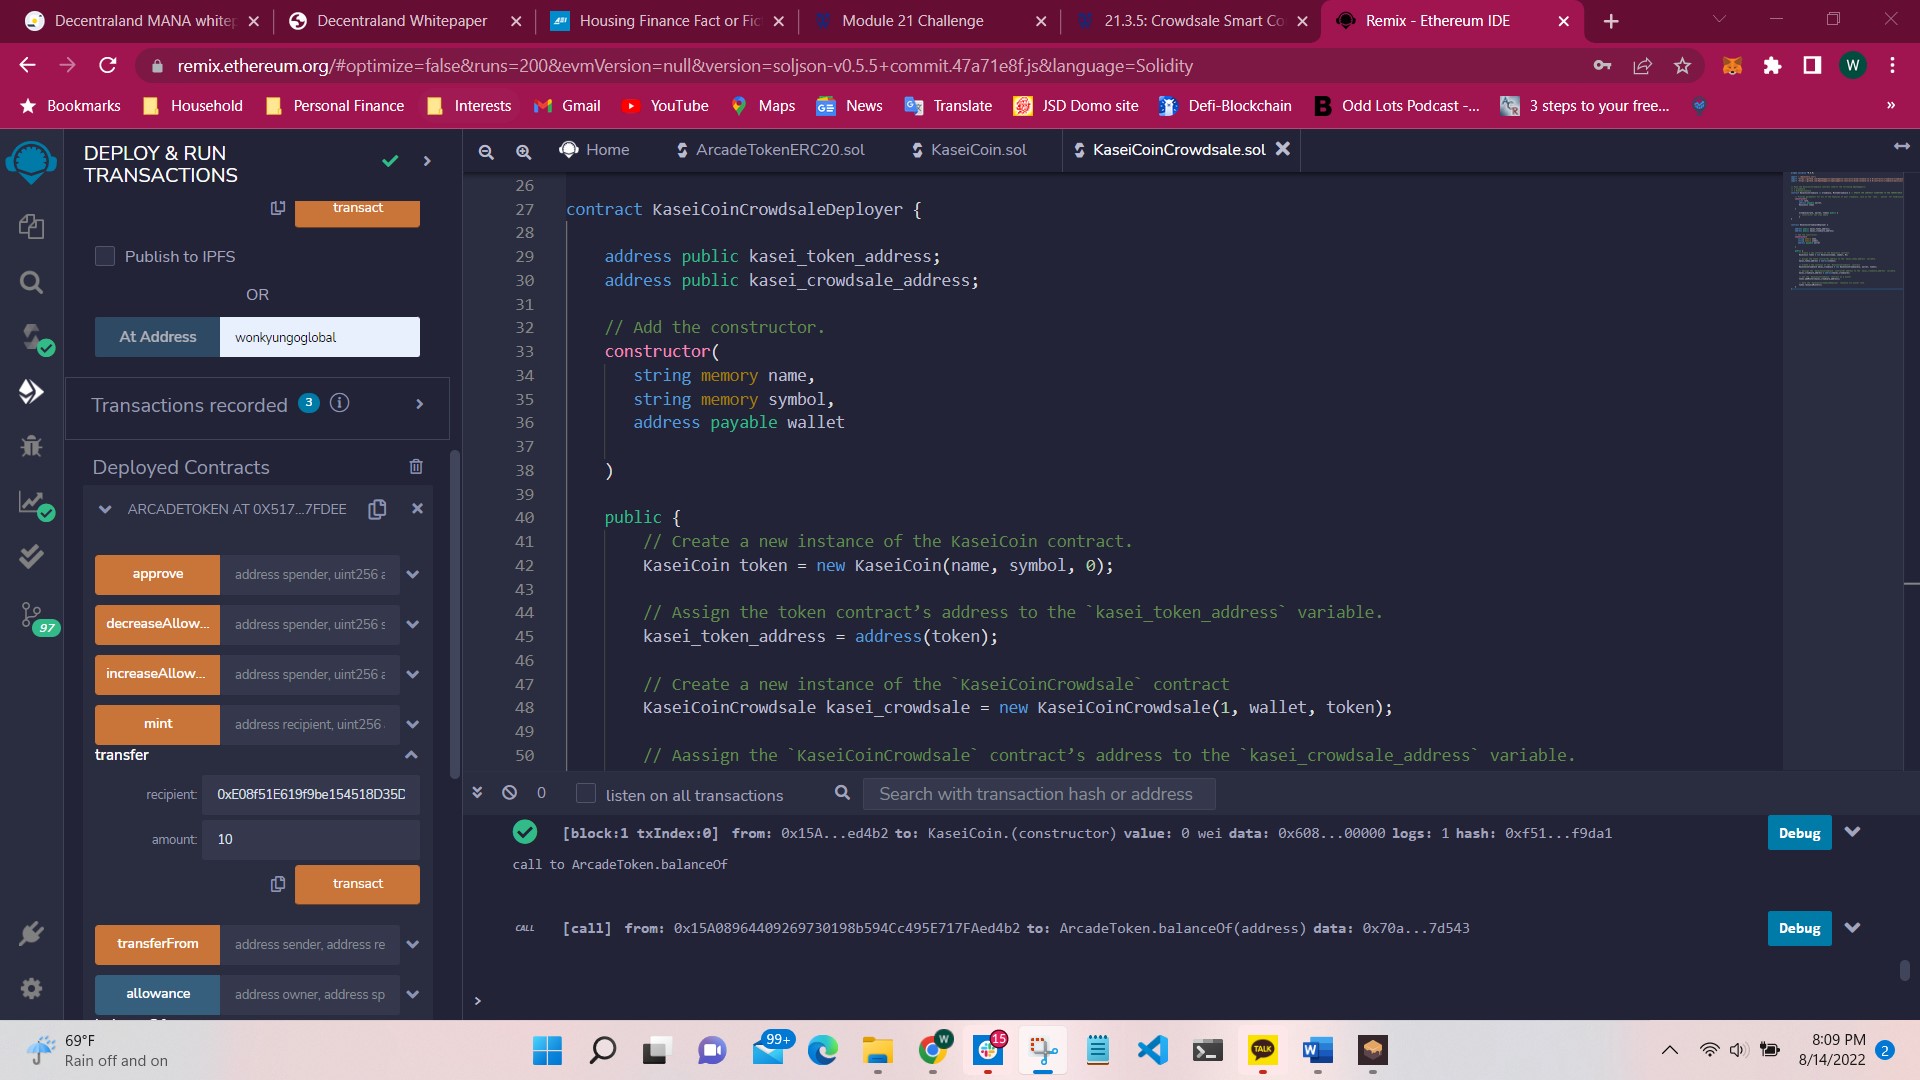 Decentraland MANA whitep
Decentraland Whitepaper
Housing Finance Fact or Fic
Module 21 Challenge
21.3.5: Crowdsale Smart Co
Remix - Ethereum IDE
remix.ethereum.org/#optimize=false&runs=200&evmVersion=null&version=soljson-v0.5.5+commit.47a71e8f.js&language=Solidity
W
Bookmarks
Household
Personal Finance
Interests
Gmail
YouTube
Maps
News
Translate
JSD Domo site
Defi-Blockchain
Odd Lots Podcast -...
3 steps to your free...
»
DEPLOY & RUN
TRANSACTIONS
transact
Publish to IPFS
OR
At Address
wonkyungoglobal
Transactions recorded 3
Deployed Contracts
ARCADETOKEN AT 0X517...7FDEE
approve
address spender, uint256 a
decreaseAllow...
address spender, uint256 s
increaseAllow...
address spender, uint256 a
mint
address recipient, uint256
transfer
recipient:
0xE08f51E619f9be154518D35D
amount:
10
transact
transferFrom
address sender, address re
allowance
address owner, address sp
97
Home
ArcadeTokenERC20.sol
KaseiCoin.sol
KaseiCoinCrowdsale.sol
26
27 contract KaseiCoinCrowdsaleDeployer {
28
29 address public kasei_token_address;
30 address public kasei_crowdsale_address;
31
32 // Add the constructor.
33 constructor(
34 string memory name,
35 string memory symbol,
36 address payable wallet
37
38 )
39
40 public {
41 // Create a new instance of the KaseiCoin contract.
42 KaseiCoin token = new KaseiCoin(name, symbol, 0);
43
44 // Assign the token contract’s address to the `kasei_token_address` variable.
45 kasei_token_address = address(token);
46
47 // Create a new instance of the `KaseiCoinCrowdsale` contract
48 KaseiCoinCrowdsale kasei_crowdsale = new KaseiCoinCrowdsale(1, wallet, token);
49
50 // Aassign the `KaseiCoinCrowdsale` contract’s address to the `kasei_crowdsale_address` variable.
0
listen on all transactions
Search with transaction hash or address
[block:1 txIndex:0] from: 0x15A...ed4b2 to: KaseiCoin.(constructor) value: 0 wei data: 0x608...00000 logs: 1 hash: 0xf51...f9da1
Debug
call to ArcadeToken.balanceOf
CALL
[call] from: 0x15A08964409269730198b594Cc495E717FAed4b2 to: ArcadeToken.balanceOf(address) data: 0x70a...7d543
Debug
>
69°F
Rain off and on
99+
W
15
TALK
8:09 PM
8/14/2022
2